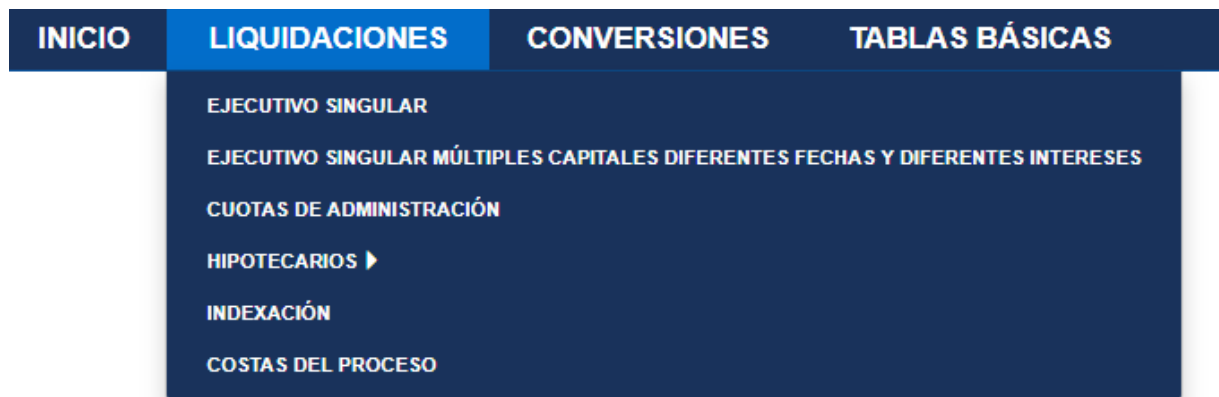 INICIO LIQUIDACIONES CONVERSIONES TABLAS BÁSICAS
EJECUTIVO SINGULAR
EJECUTIVO SINGULAR MÚLTIPLES CAPITALES DIFERENTES FECHAS Y DIFERENTES INTERESES
CUOTAS DE ADMINISTRACIÓN
HIPOTECARIOS
INDEXACIÓN
COSTAS DEL PROCESO